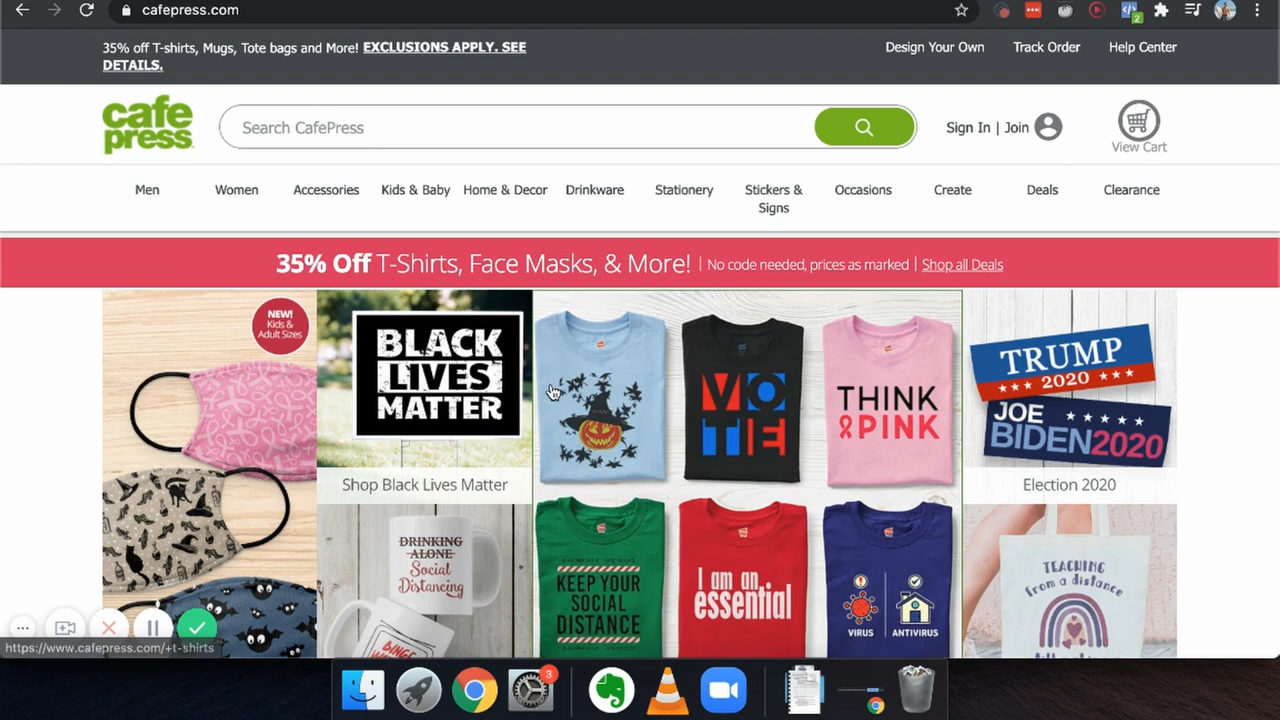 cafepress.com
2
35% off T-shirts, Mugs, Tote bags and More! EXCLUSIONS APPLY. SEE
DETAILS.
Design Your Own
Track Order
Help Center
cafe
press
Search CafePress
Sign In | Join
View Cart
Men
Women
Accessories
Kids & Baby
Home & Decor
Drinkware
Stationery
Stickers &
Signs
Occasions
Create
Deals
Clearance
35% Off T-Shirts, Face Masks, & More! | No code needed, prices as marked | Shop all Deals
NEW!
Kids &
Adult Sizes
BLACK
LIVES
MATTER
Shop Black Lives Matter
VO
TE
THINK
PINK
TRUMP
2020
JOE
BIDEN2020
Election 2020
DRINKING
ALONE
Social
Distancing
KEEP YOUR
SOCIAL
DISTANCE
I am an
essential
VIRUS
ANTIVIRUS
TEACHING
from a distance
https://www.cafepress.com/+t-shirts
3